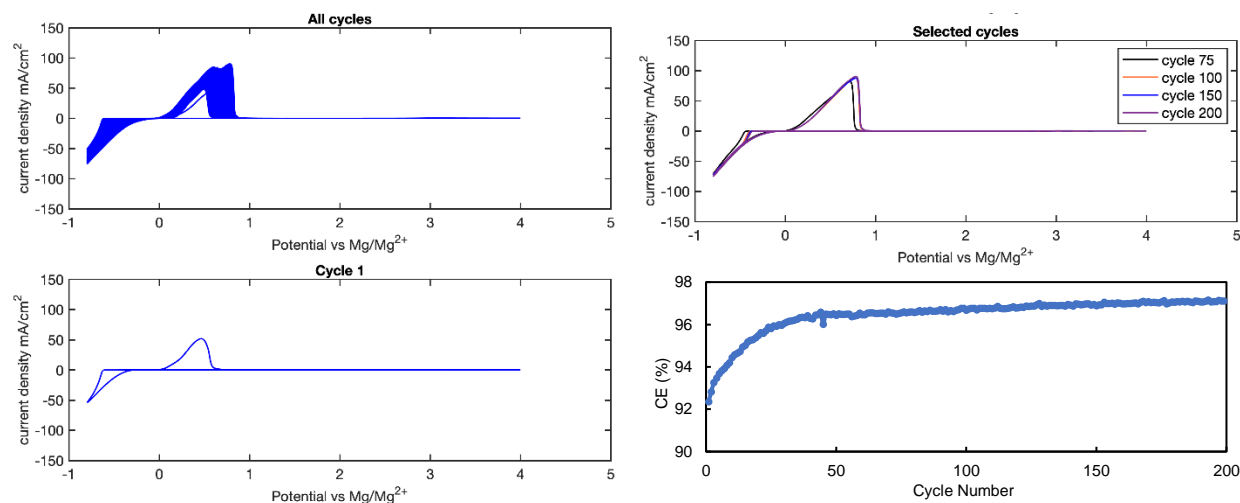 All cycles
current density mA/cm²
150
100
50
0
-50
-100
-150
-1 0 1 2 3 4 5
Potential vs Mg/Mg²⁺
Selected cycles
current density mA/cm²
150
100
50
0
-50
-100
-150
cycle 75
cycle 100
cycle 150
cycle 200
-1 0 1 2 3 4 5
Potential vs Mg/Mg²⁺
Cycle 1
current density mA/cm²
150
100
50
0
-50
-100
-150
-1 0 1 2 3 4 5
Potential vs Mg/Mg²⁺
CE (%)
98
96
94
92
90
0 50 100 150 200
Cycle Number